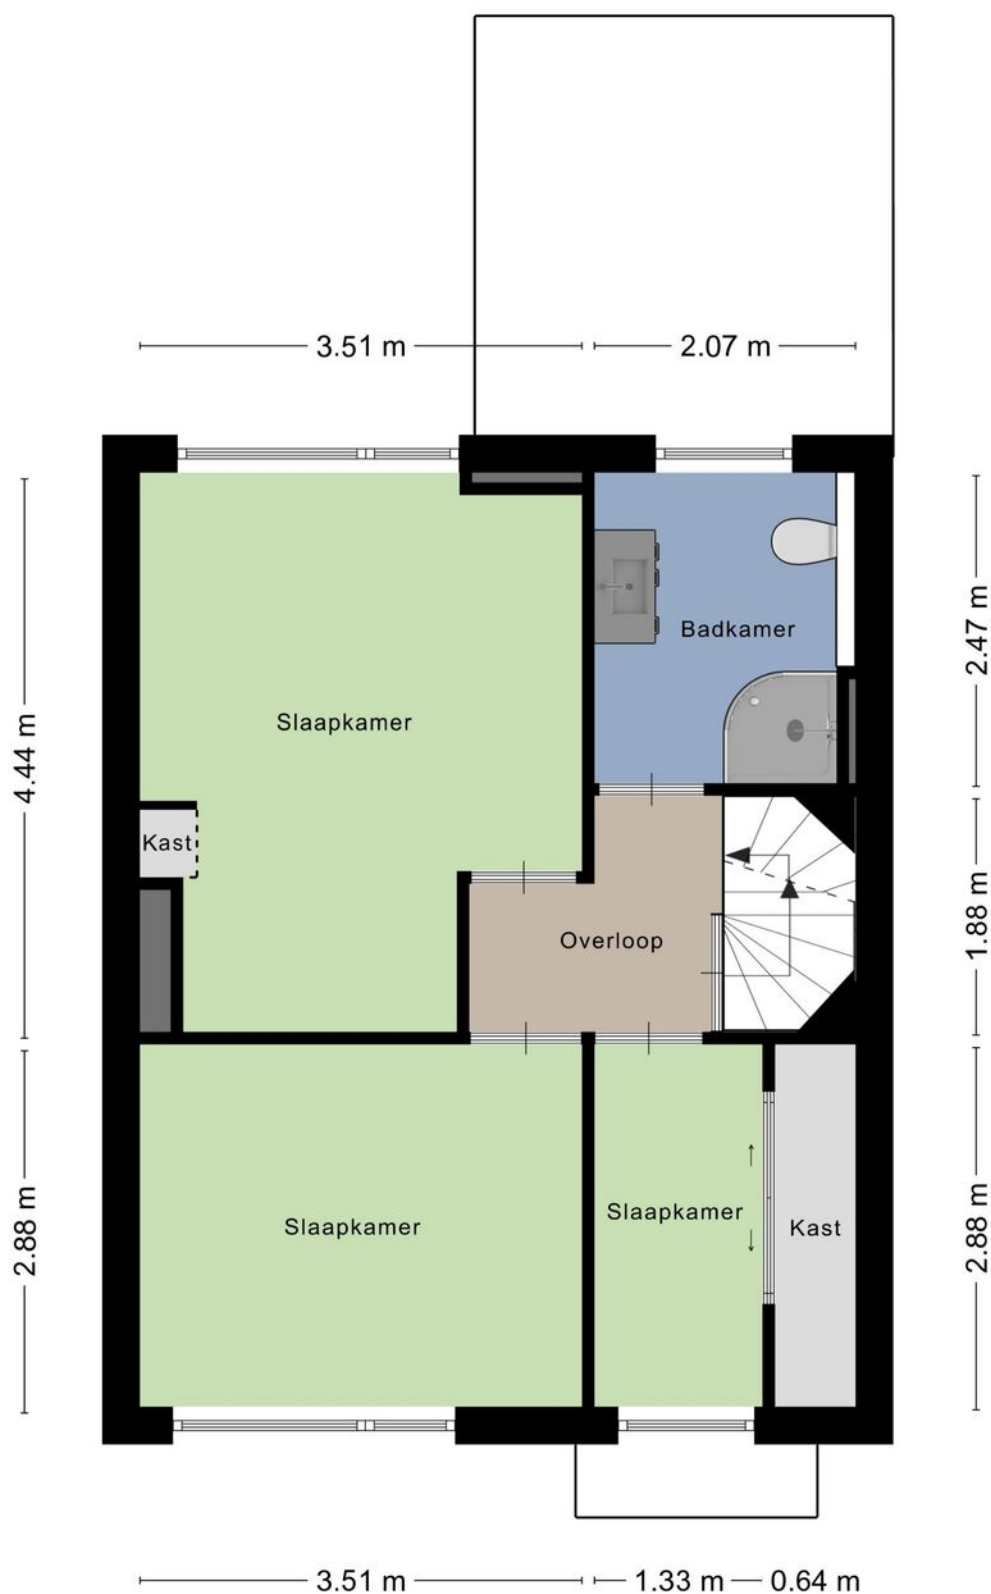 3.51 m
2.07 m
2.47 m
Badkamer
Slaapkamer
4.44 m
Kast
1.88 m
Overloop
Slaapkamer
Kast
2.88 m
Slaapkamer
2.88 m
3.51 m
1.33 m
0.64 m